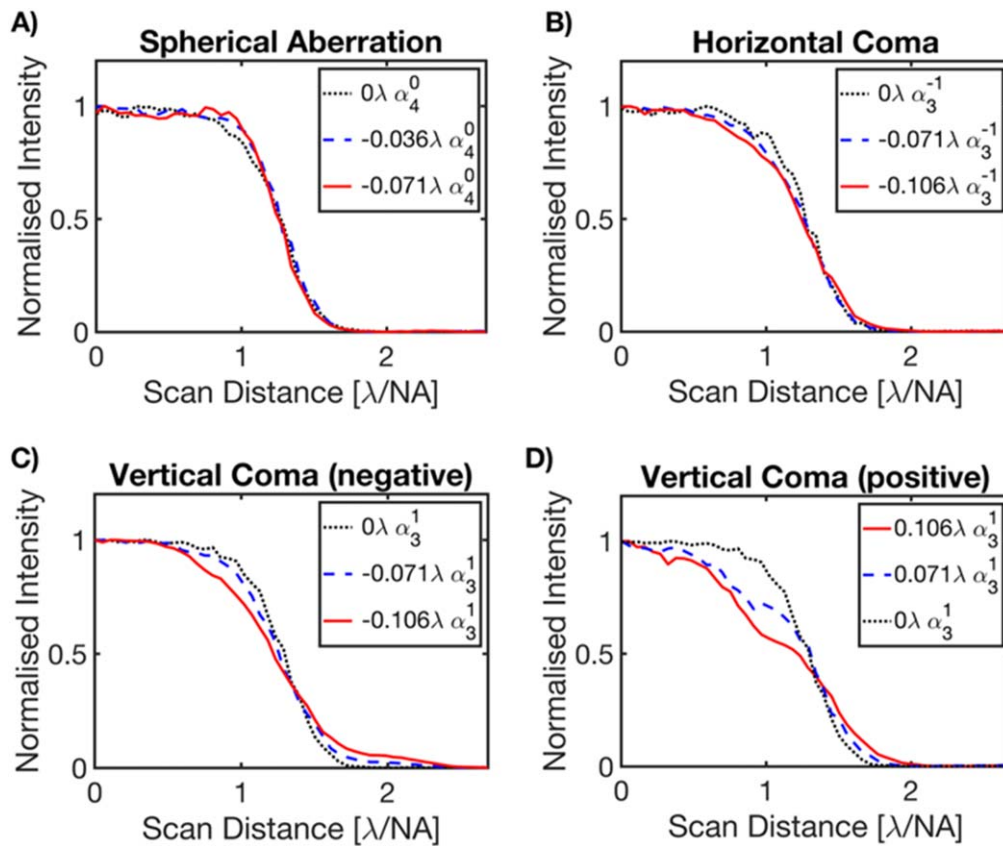 A)
Spherical Aberration
Normalised Intensity
1
0.5
0
0λ α₄⁰
-0.036λ α₄⁰
-0.071λ α₄⁰
0 1 2
Scan Distance [λ/NA]
B)
Horizontal Coma
Normalised Intensity
1
0.5
0
0λ α₃⁻¹
-0.071λ α₃⁻¹
-0.106λ α₃⁻¹
0 1 2
Scan Distance [λ/NA]
C)
Vertical Coma (negative)
Normalised Intensity
1
0.5
0
0λ α₃¹
-0.071λ α₃¹
-0.106λ α₃¹
0 1 2
Scan Distance [λ/NA]
D)
Vertical Coma (positive)
Normalised Intensity
1
0.5
0
0.106λ α₃¹
0.071λ α₃¹
0λ α₃¹
0 1 2
Scan Distance [λ/NA]